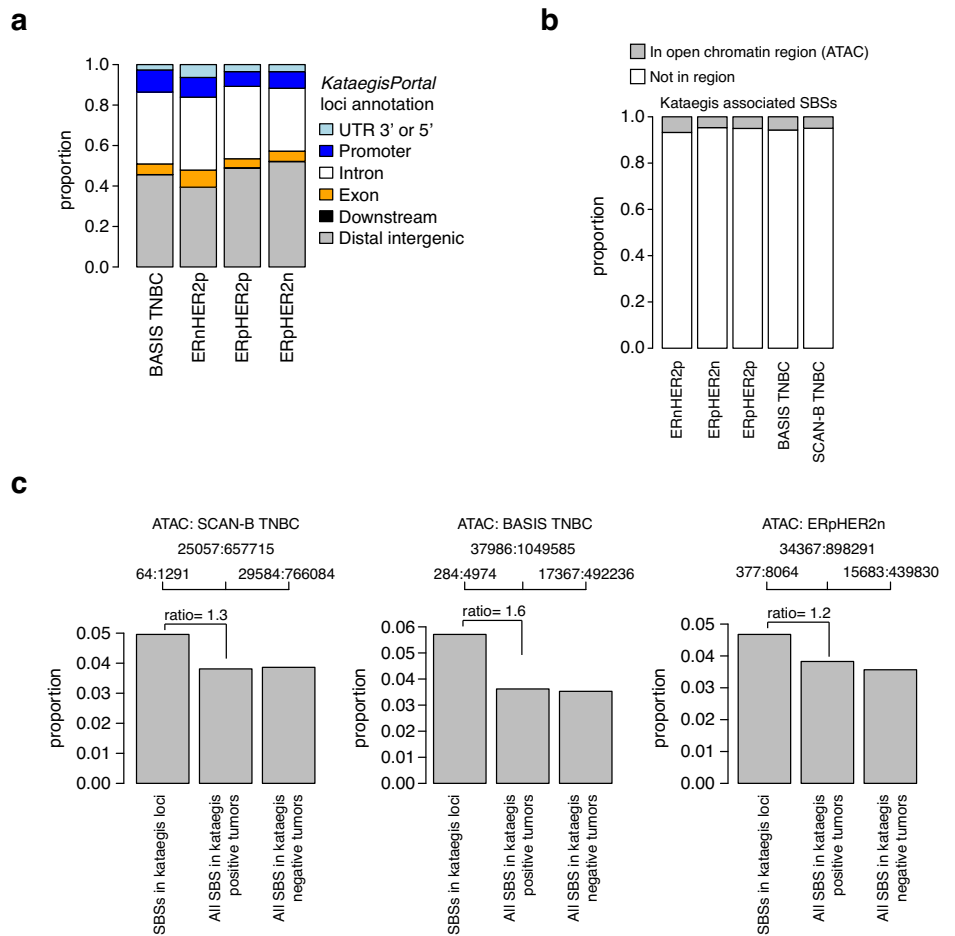 a
1.0
0.8
0.6
0.4
0.2
0.0
proportion
BASIS TNBC
ERnHER2p
ERpHER2p
ERpHER2n
KataegisPortal
loci annotation
UTR 3’ or 5’
Promoter
Intron
Exon
Downstream
Distal intergenic
b
In open chromatin region (ATAC)
Not in region
Kataegis associated SBSs
1.0
0.8
0.6
0.4
0.2
0.0
proportion
ERnHER2p
ERpHER2n
ERpHER2p
BASIS TNBC
SCAN-B TNBC
c
ATAC: SCAN-B TNBC
25057:657715
64:1291 29584:766084
ratio= 1.3
0.05
0.04
0.03
0.02
0.01
0.00
proportion
SBSs in kataegis loci
All SBS in kataegis
positive tumors
All SBS in kataegis
negative tumors
ATAC: BASIS TNBC
37986:1049585
284:4974 17367:492236
ratio= 1.6
0.06
0.05
0.04
0.03
0.02
0.01
0.00
proportion
SBSs in kataegis loci
All SBS in kataegis
positive tumors
All SBS in kataegis
negative tumors
ATAC: ERpHER2n
34367:898291
377:8064 15683:439830
ratio= 1.2
0.05
0.04
0.03
0.02
0.01
0.00
proportion
SBSs in kataegis loci
All SBS in kataegis
positive tumors
All SBS in kataegis
negative tumors